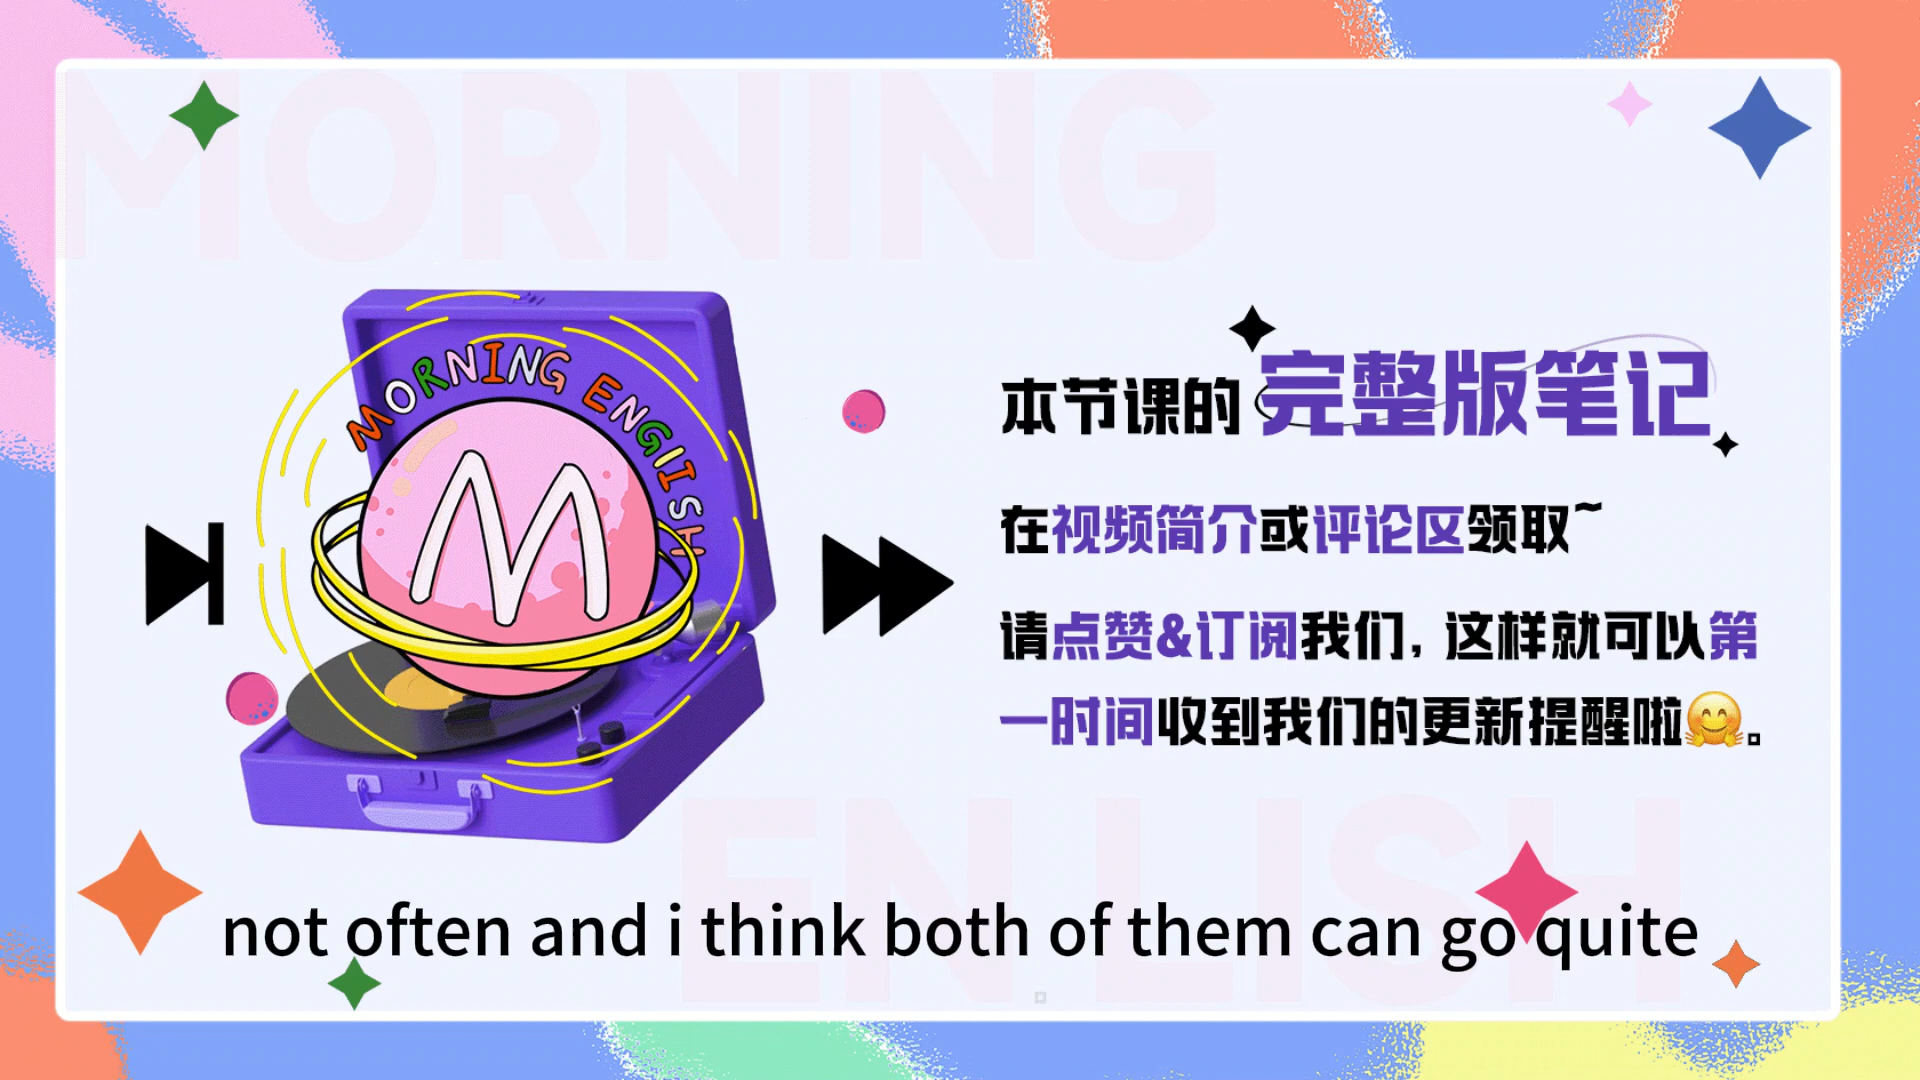 MORNING
MORNING ENGLISH
M
本节课的 完整版笔记
在视频简介或评论区领取~
请点赞&订阅我们，这样就可以第
一时间收到我们的更新提醒啦🤗。
EN LISH
not often and i think both of them can go quite